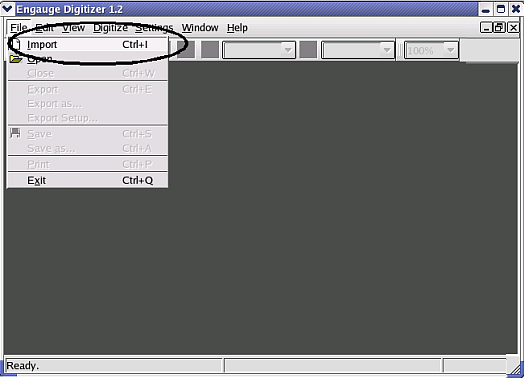 Engauge Digitizer 1.2
File Edit View Digitize Settings Window Help
Import Ctrl+I
Open
100%
Close Ctrl+W
Export Ctrl+E
Export as...
Export Setup...
Save Ctrl+S
Save as... Ctrl+A
Print Ctrl+P
Exit Ctrl+Q
Ready.